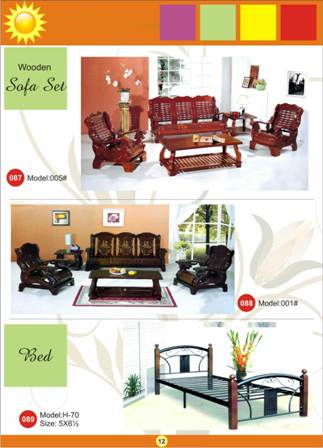 Wooden
Sofa Set
087 Model:005#
088 Model:001#
Bed
089 Model:H-70
Size: 5X6½
12